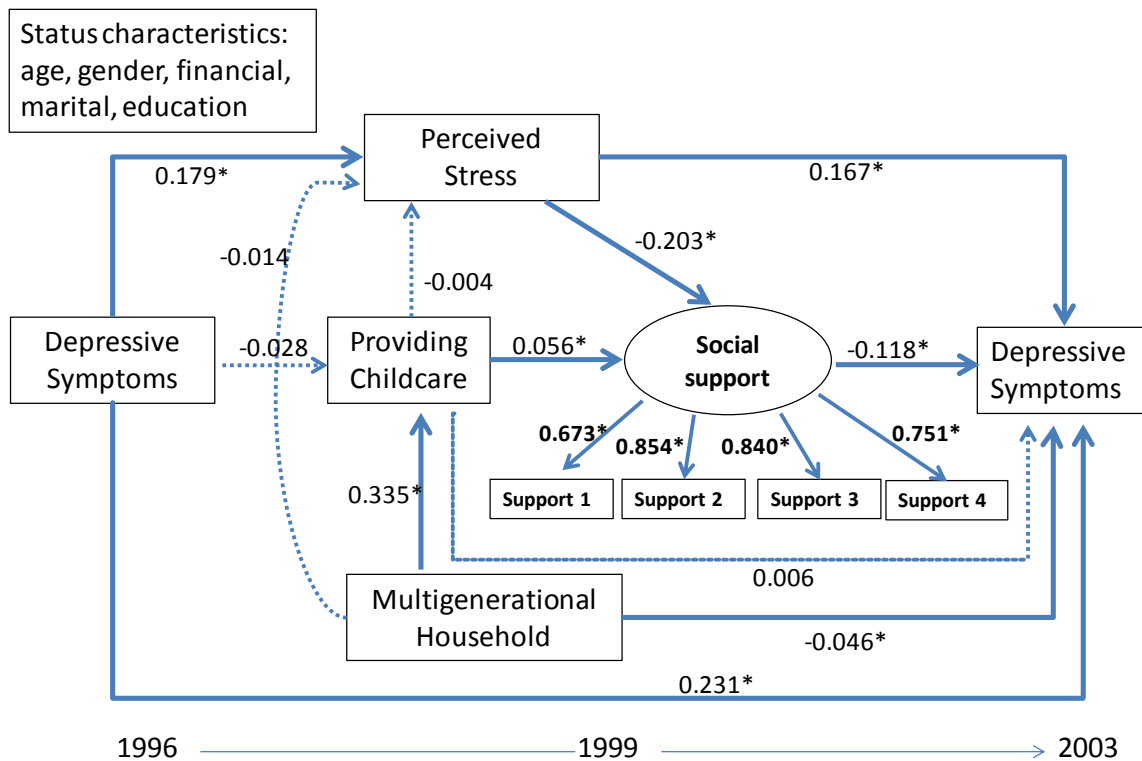 Status characteristics:
age, gender, financial,
marital, education
Perceived
Stress
0.179*
0.167*
-0.203*
-0.014
-0.004
Depressive
Symptoms
-0.028
Providing
Childcare
0.056*
Social
support
-0.118*
Depressive
Symptoms
0.673*
0.854*
0.840*
0.751*
Support 1
Support 2
Support 3
Support 4
0.335*
0.006
Multigenerational
Household
-0.046*
0.231*
1996
1999
2003